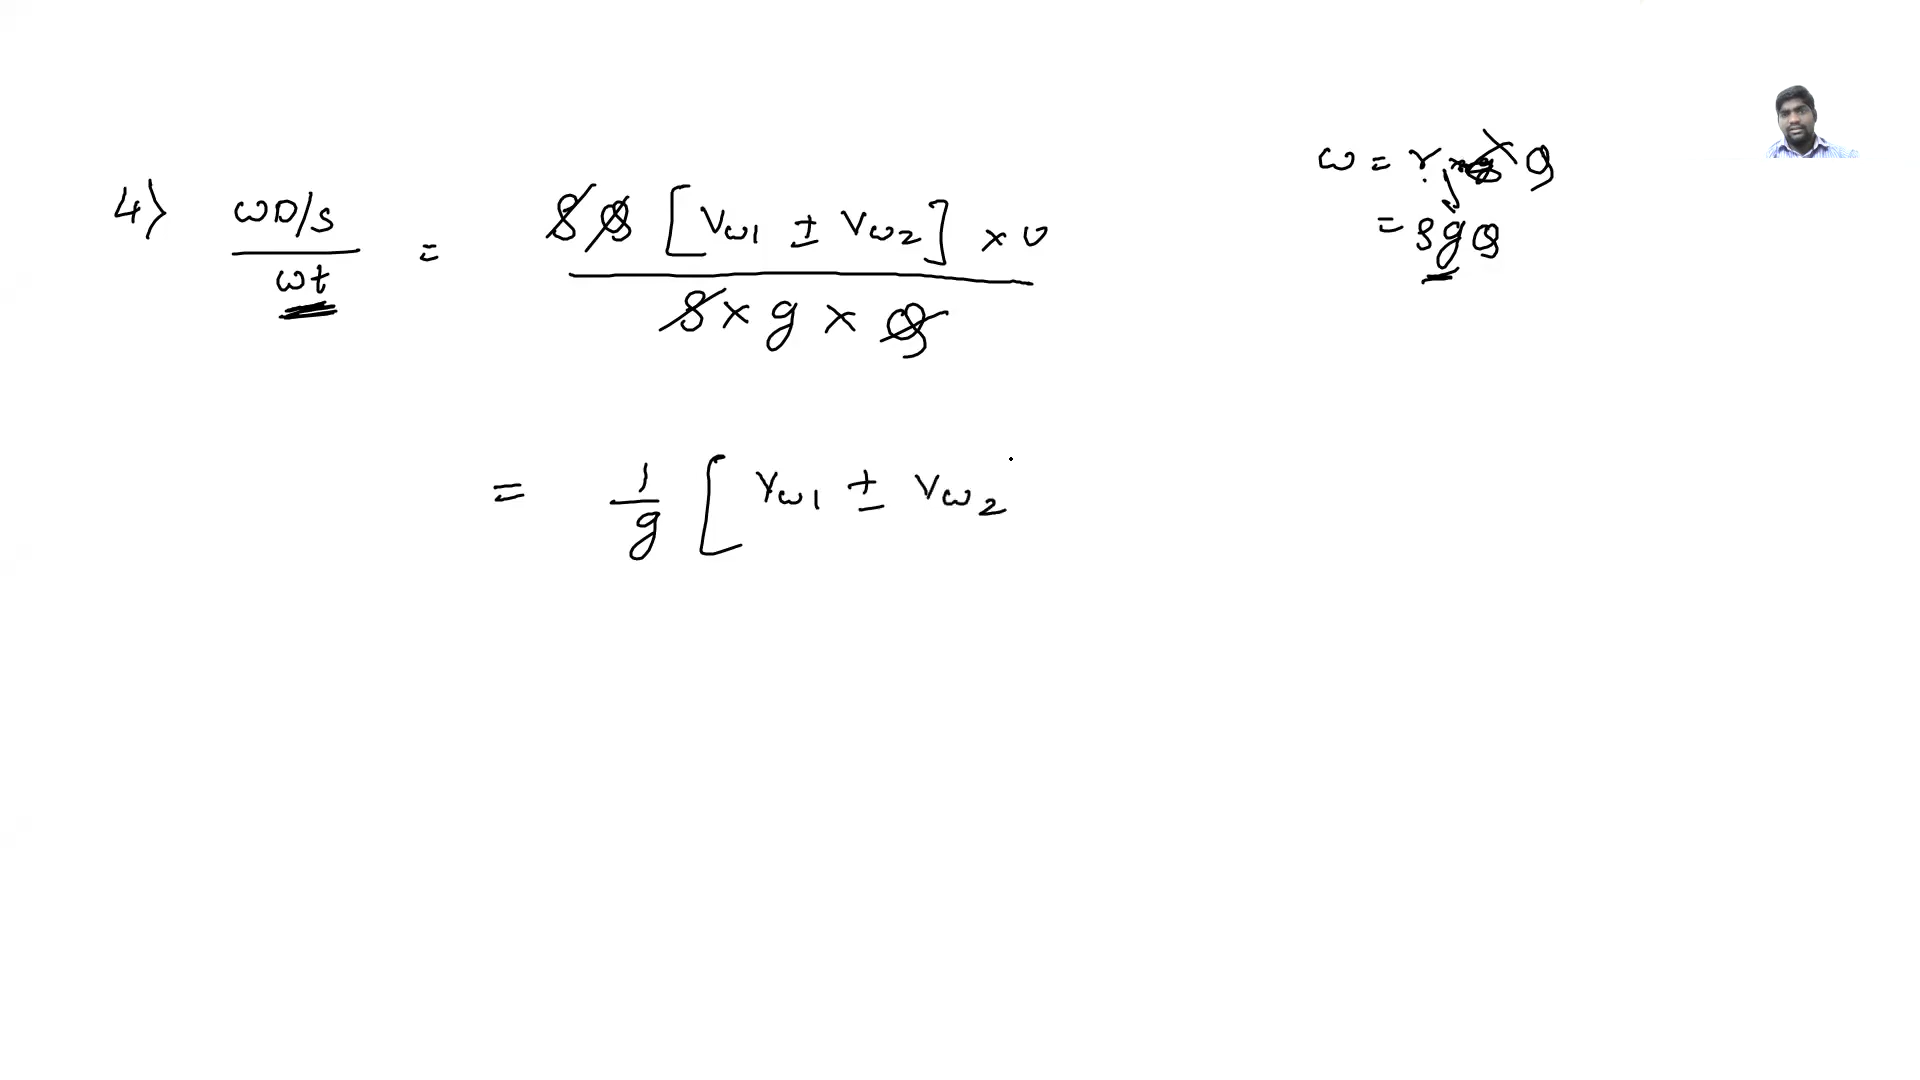 4) WD/s / wt = ρQ [Vw1 ± Vw2] × u / ρ × g × Q
w = γ × Q
= ρgQ
= 1/g [Vw1 ± Vw2